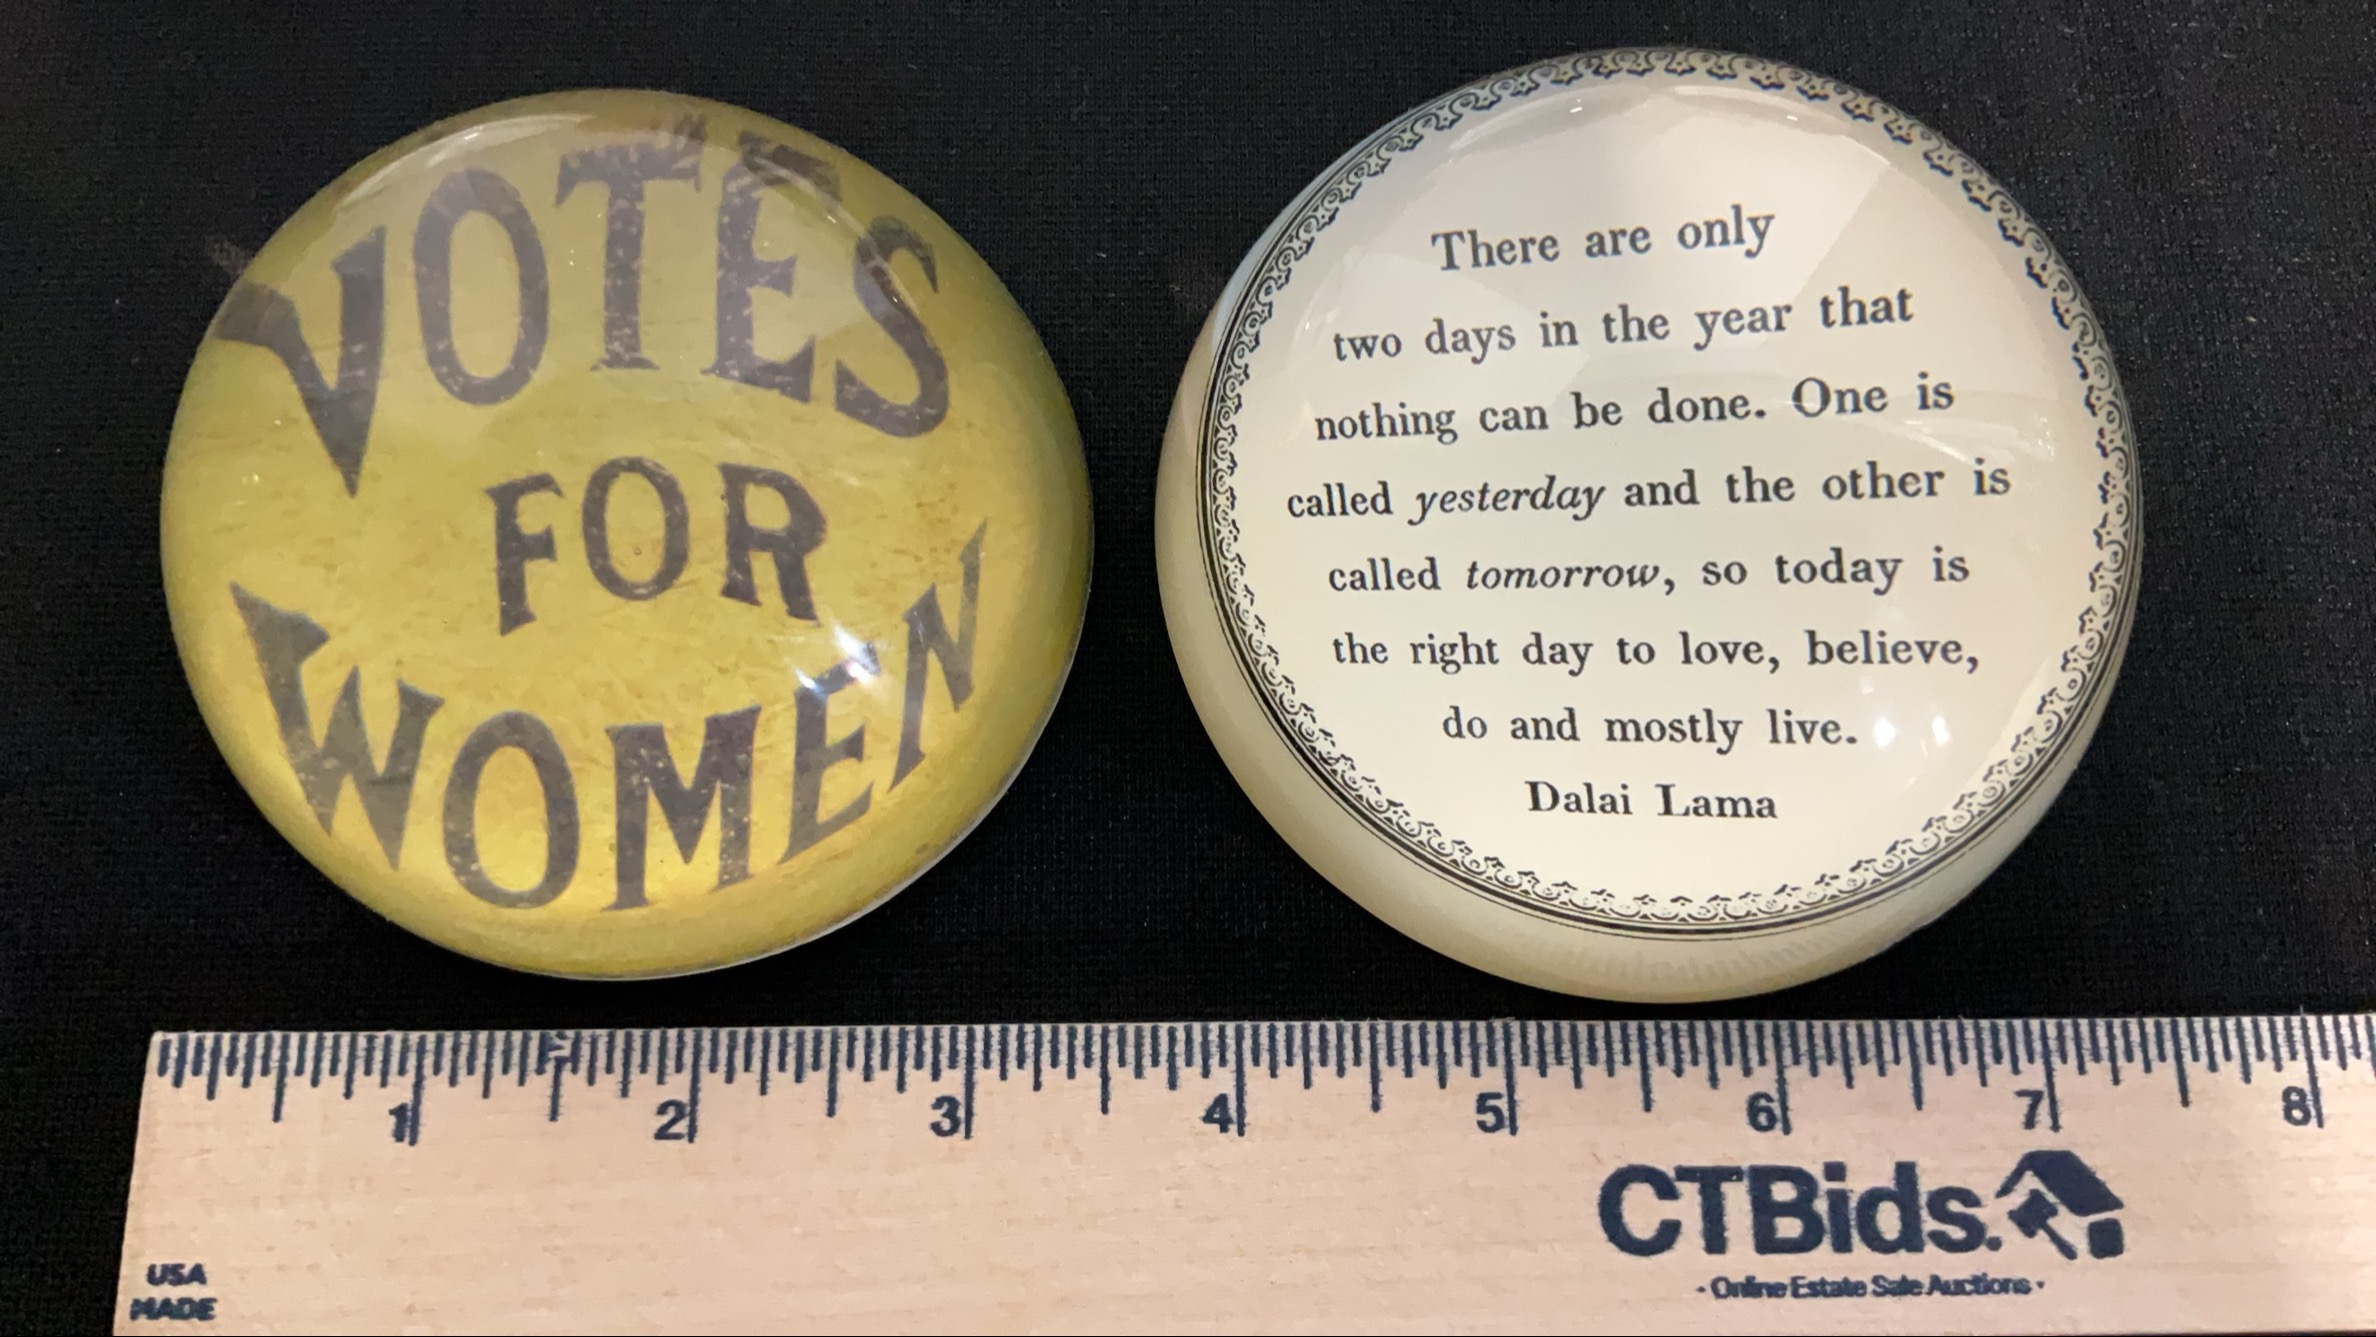 VOTES
FOR
WOMEN
There are only
two days in the year that
nothing can be done. One is
called yesterday and the other is
called tomorrow, so today is
the right day to love, believe,
do and mostly live.
Dalai Lama
1 2 3 4 5 6 7 8
CTBids.
- Online Estate Sale Auctions -
USA
MADE